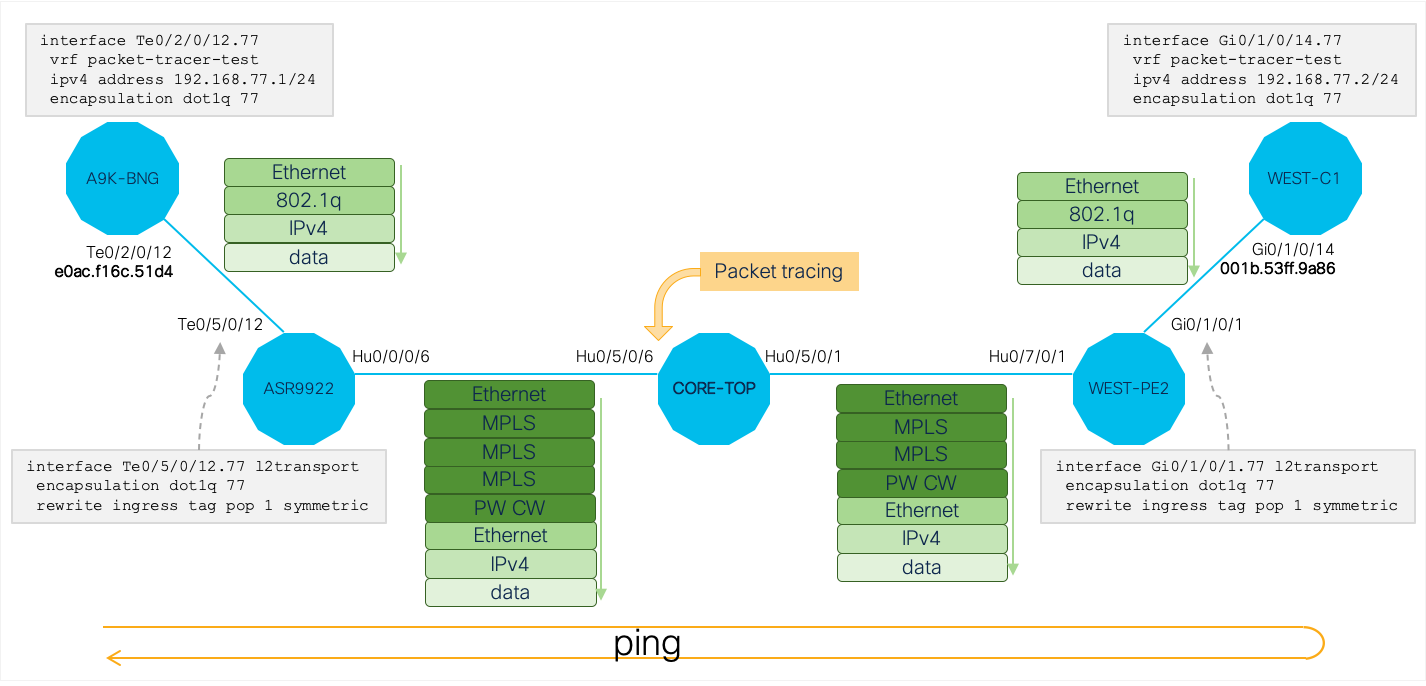 interface Te0/2/0/12.77
vrf packet-tracer-test
ipv4 address 192.168.77.1/24
encapsulation dot1q 77
interface Gi0/1/0/14.77
vrf packet-tracer-test
ipv4 address 192.168.77.2/24
encapsulation dot1q 77
A9K-BNG
Ethernet
802.1q
IPv4
data
Te0/2/0/12
e0ac.f16c.51d4
Te0/5/0/12
WEST-C1
Ethernet
802.1q
IPv4
data
Gi0/1/0/14
001b.53ff.9a86
Gi0/1/0/1
Packet tracing
ASR9922
Hu0/0/0/6
Hu0/5/0/6
CORE-TOP
Hu0/5/0/1
Hu0/7/0/1
WEST-PE2
Ethernet
MPLS
MPLS
MPLS
PW CW
Ethernet
IPv4
data
Ethernet
MPLS
MPLS
PW CW
Ethernet
IPv4
data
interface Te0/5/0/12.77 l2transport
encapsulation dot1q 77
rewrite ingress tag pop 1 symmetric
interface Gi0/1/0/1.77 l2transport
encapsulation dot1q 77
rewrite ingress tag pop 1 symmetric
ping